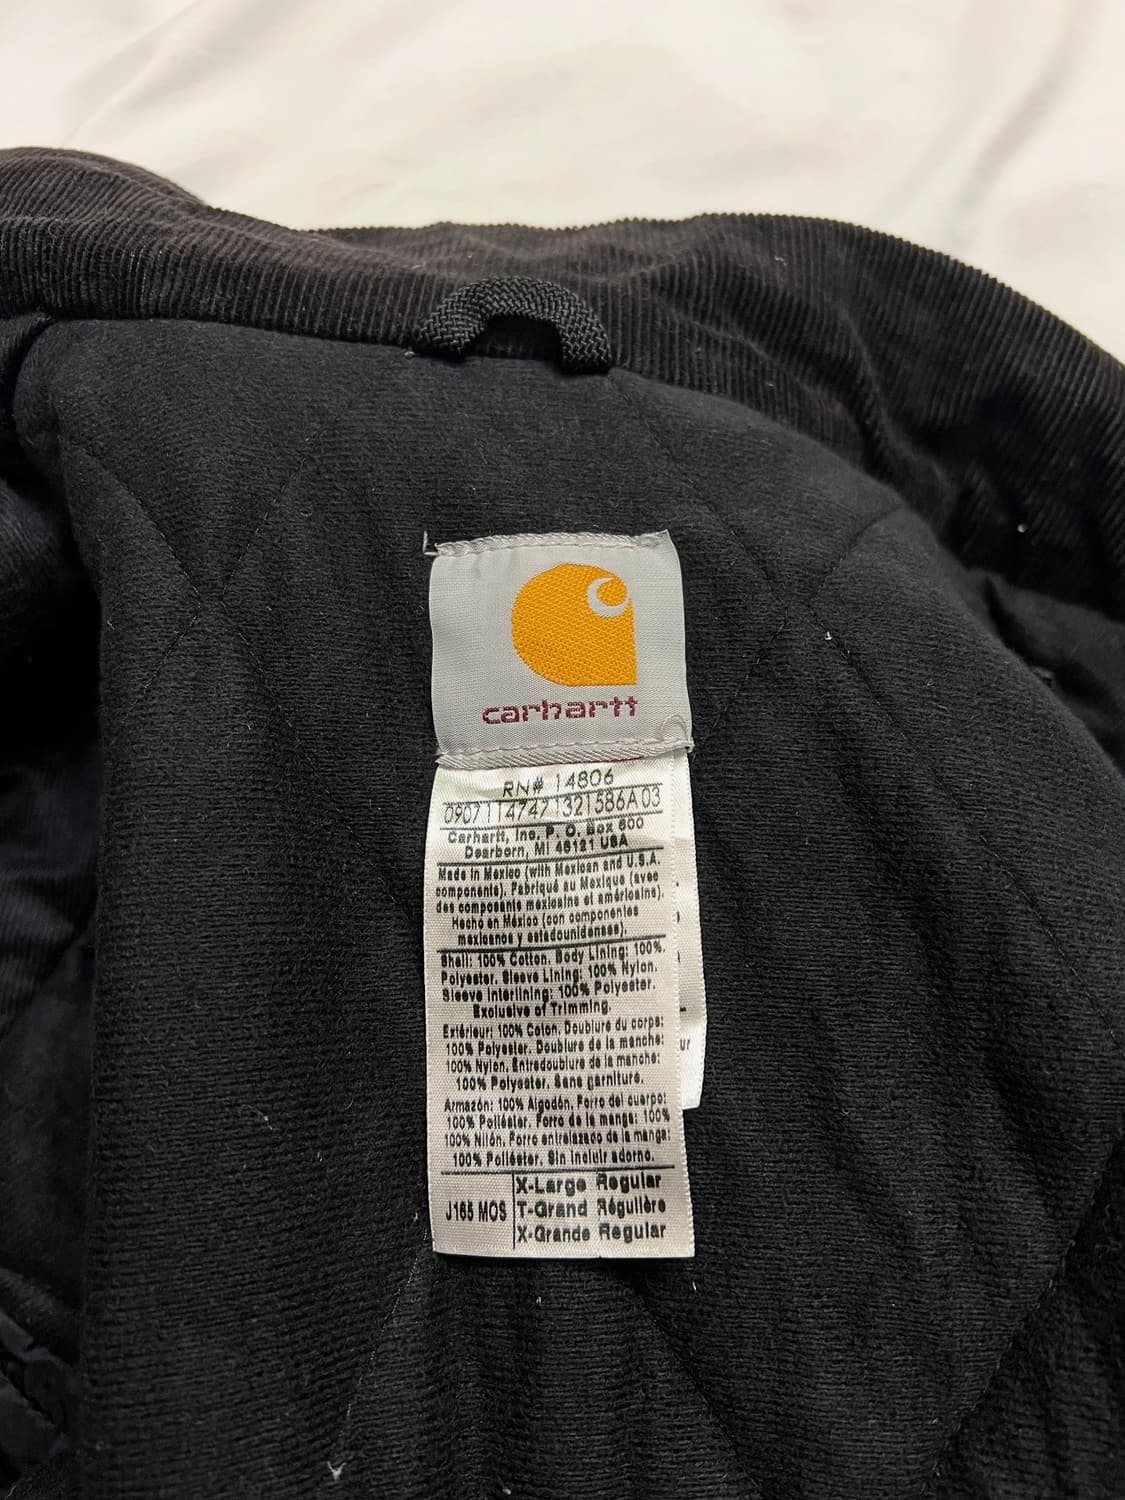 carhartt
RN# 14806
0907114747 1321586A03
Carhartt, Inc. P. O. Box 600
Dearborn, MI 48121 USA
Made in Mexico (with Mexican and U.S.A.
components). Fabriqué au Mexique (avec
des composants mexicains et américains).
Hecho en México (con componentes
mexicanos y estadounidenses).
Shell: 100% Cotton. Body Lining: 100%
Polyester. Sleeve Lining: 100% Nylon.
Sleeve Interlining: 100% Polyester.
Exclusive of Trimming.
Extérieur: 100% Coton. Doublure du corps:
100% Polyester. Doublure de la manche:
100% Nylon. Entredoublure de la manche:
100% Polyester. Sans garniture.
Armazón: 100% Algodón. Forro del cuerpo:
100% Poliéster. Forro de la manga: 100%
100% Nilón. Forro entrelazado de la manga:
100% Poliéster. Sin incluir adorno.
J165 MOS
X-Large Regular
T-Grand Régulière
X-Grande Regular
ur